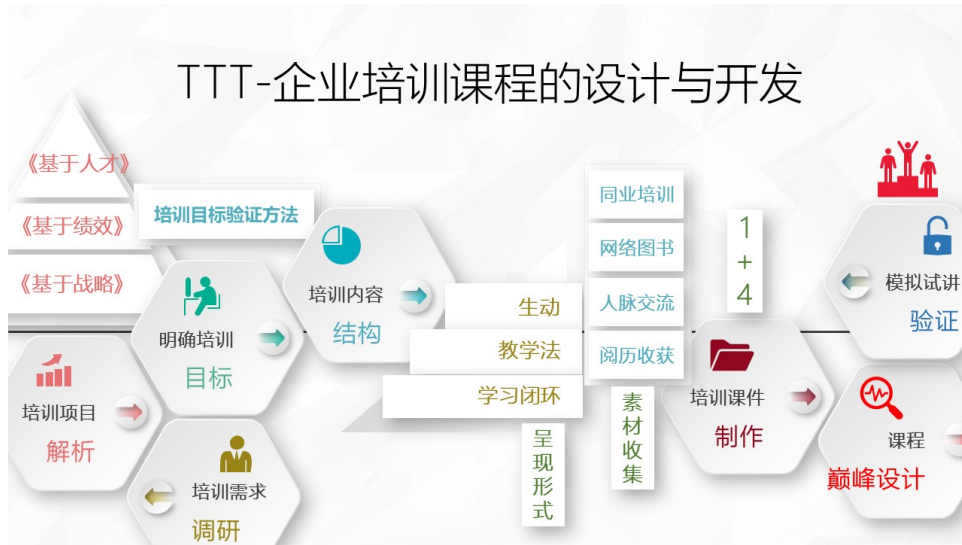 TTT-企业培训课程的设计与开发
《基于人才》
《基于绩效》
《基于战略》
培训项目
解析
明确培训
目标
培训需求
调研
培训目标验证方法
培训内容
结构
生动
教学法
学习闭环
呈现形式
同业培训
网络图书
人脉交流
阅历收获
素材收集
1+4
培训课件
制作
模拟试讲
验证
课程
巅峰设计